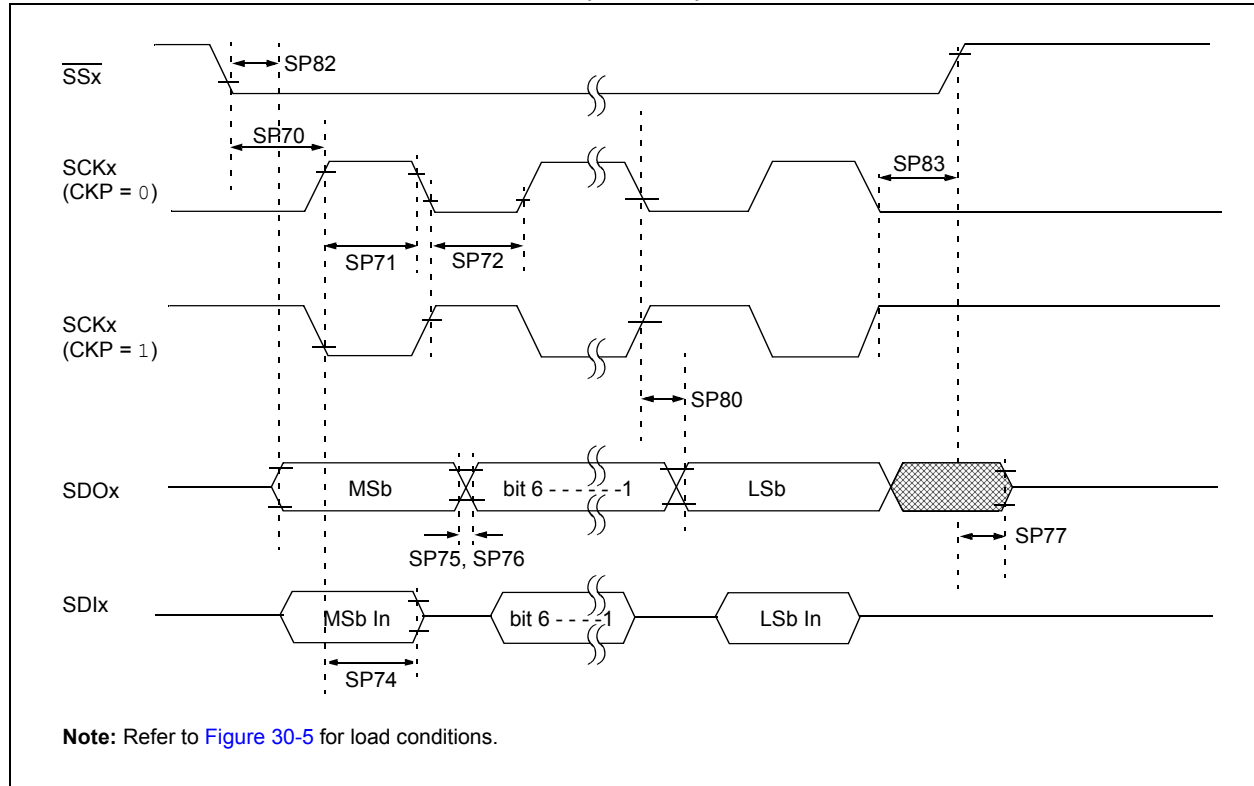 SSx
SP82
SP70
SCKx
(CKP = 0)
SP83
SP71
SP72
SCKx
(CKP = 1)
SP80
SDOx
MSb
bit 6 - - - - - -1
LSb
SP77
SP75, SP76
SDIx
MSb In
bit 6 - - - -1
LSb In
SP74
Note: Refer to Figure 30-5 for load conditions.